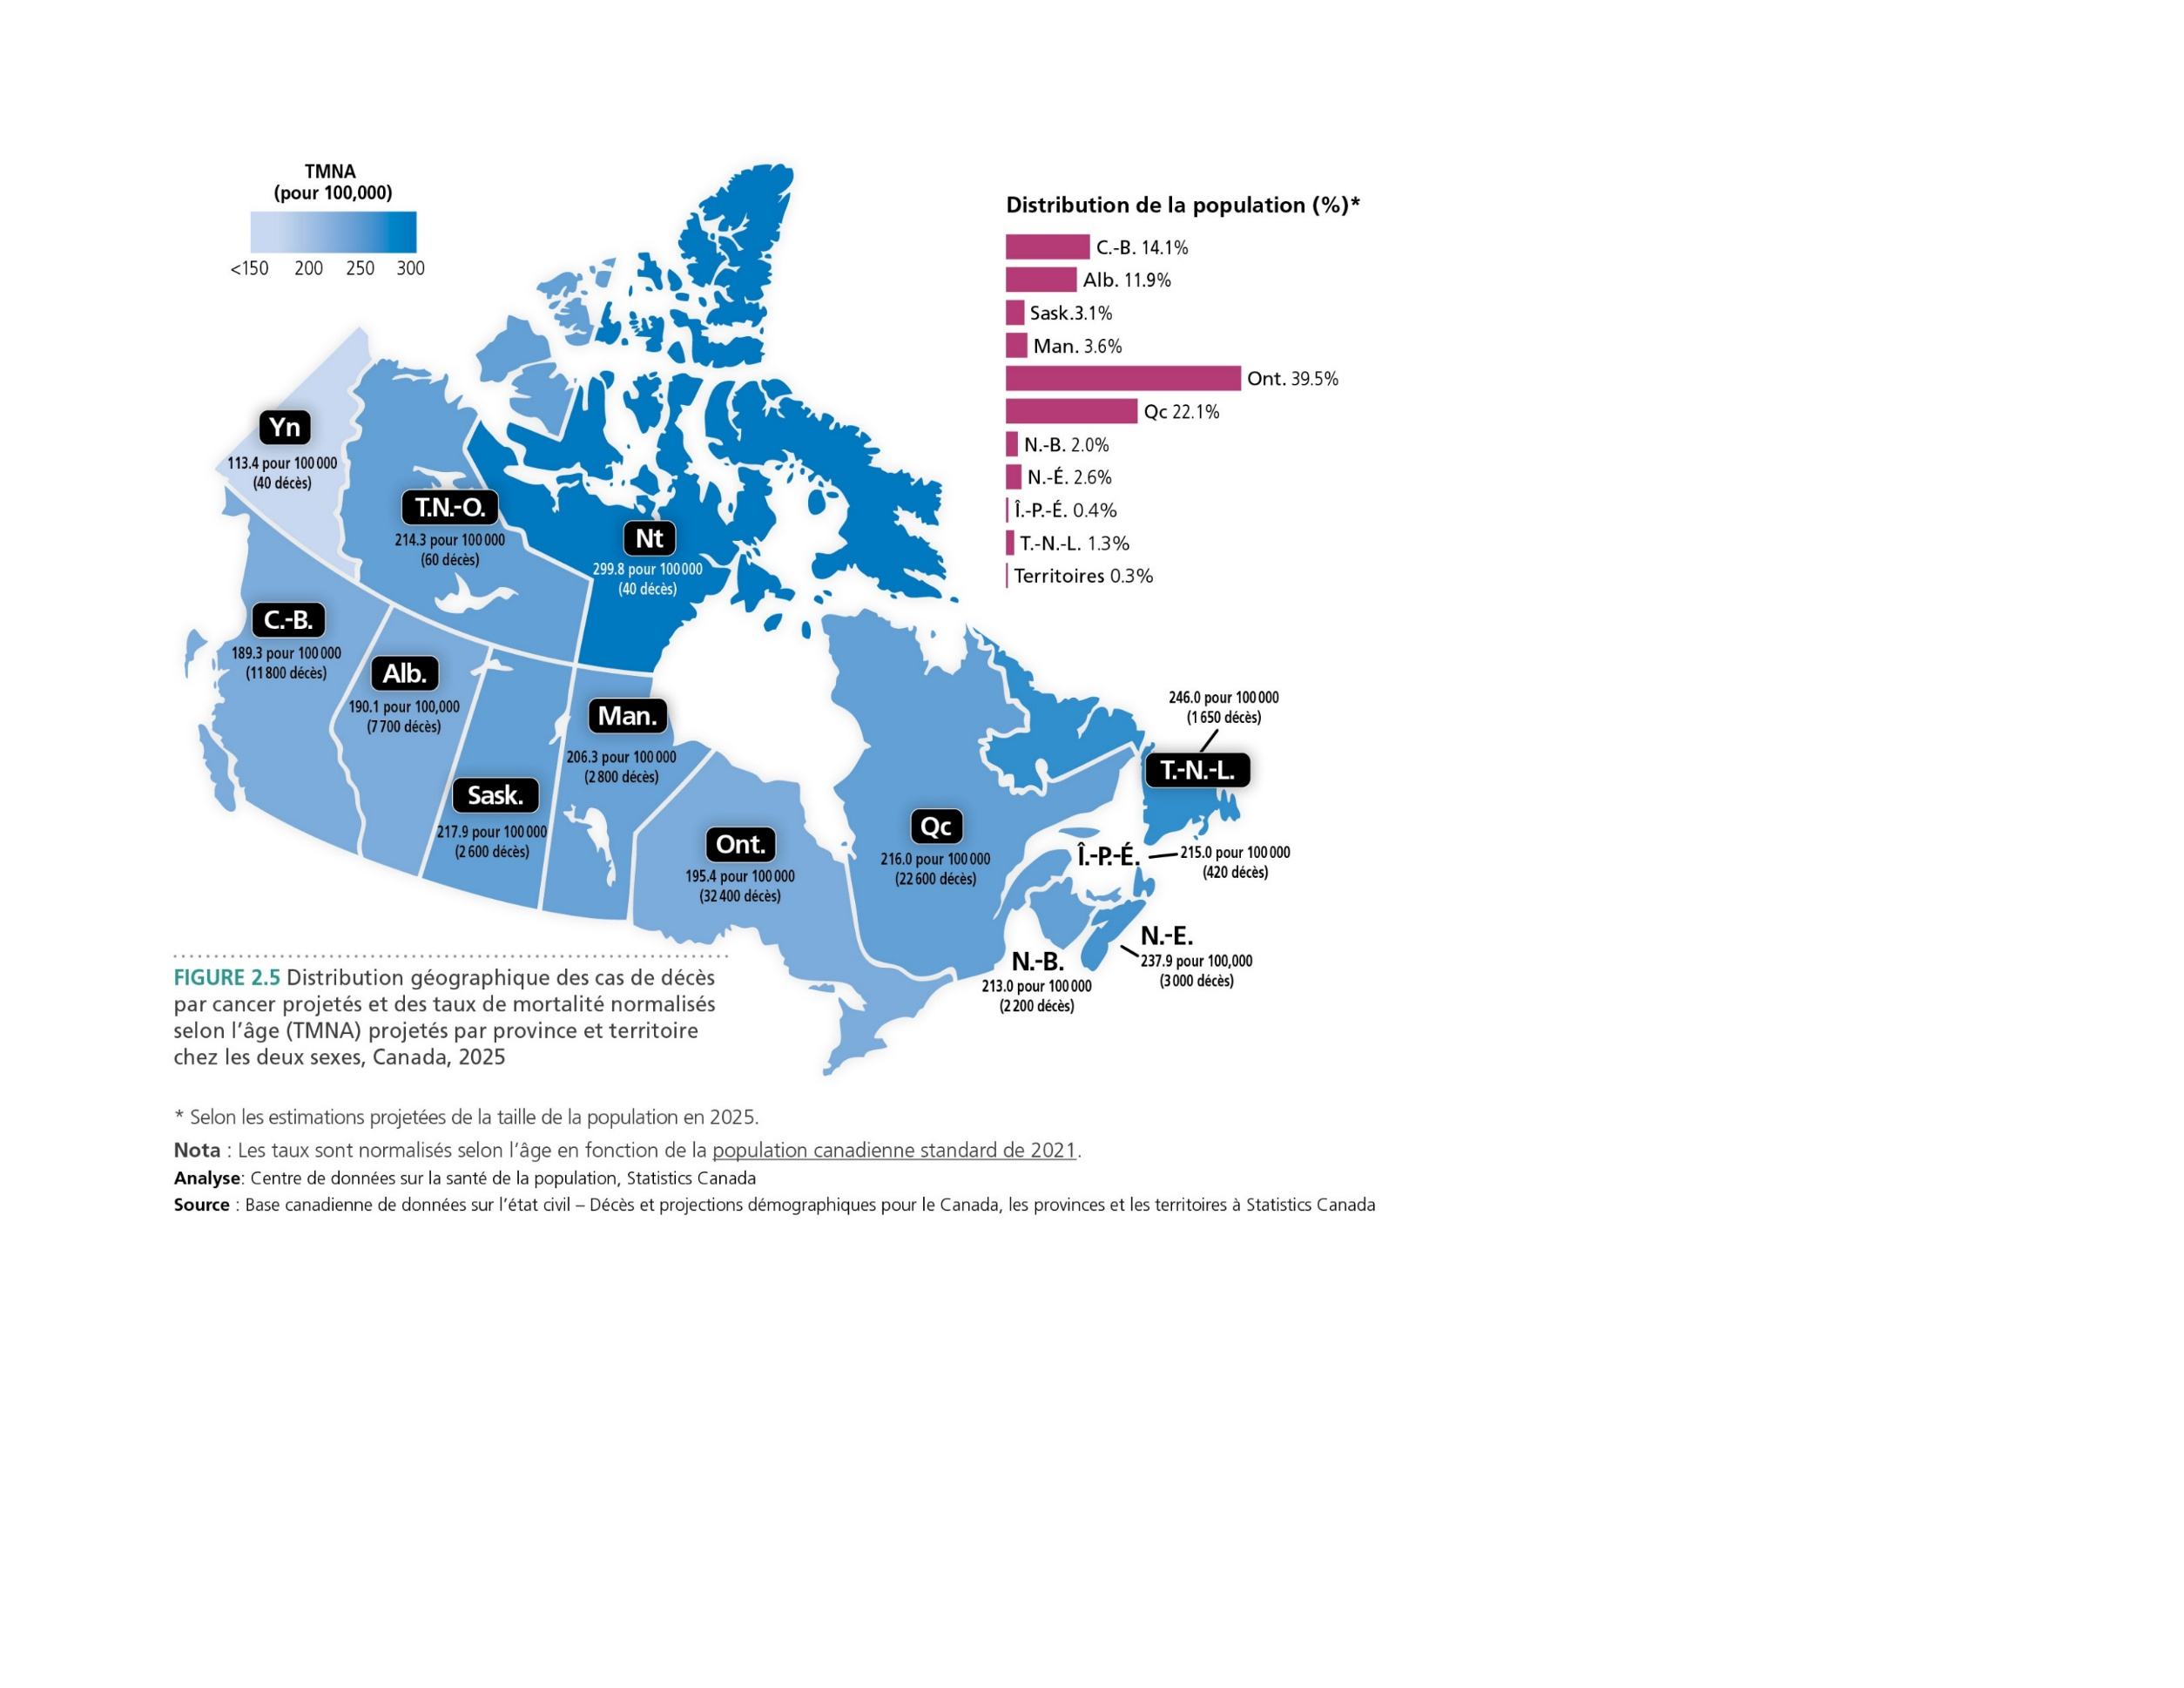 TMNA
(pour 100,000)
<150 200 250 300
Distribution de la population (%)*
C.-B. 14.1%
Alb. 11.9%
Sask.3.1%
Man. 3.6%
Ont. 39.5%
Qc 22.1%
N.-B. 2.0%
N.-É. 2.6%
Î.-P.-É. 0.4%
T.-N.-L. 1.3%
Territoires 0.3%
Yn
113.4 pour 100 000
(40 décès)
T.N.-O.
214.3 pour 100 000
(60 décès)
Nt
299.8 pour 100 000
(40 décès)
C.-B.
189.3 pour 100 000
(11 800 décès)
Alb.
190.1 pour 100,000
(7 700 décès)
Sask.
217.9 pour 100 000
(2 600 décès)
Man.
206.3 pour 100 000
(2 800 décès)
Ont.
195.4 pour 100 000
(32 400 décès)
Qc
216.0 pour 100 000
(22 600 décès)
246.0 pour 100 000
(1 650 décès)
T.-N.-L.
Î.-P.-É.
215.0 pour 100 000
(420 décès)
N.-E.
237.9 pour 100,000
(3 000 décès)
N.-B.
213.0 pour 100 000
(2 200 décès)
FIGURE 2.5 Distribution géographique des cas de décès
par cancer projetés et des taux de mortalité normalisés
selon l'âge (TMNA) projetés par province et territoire
chez les deux sexes, Canada, 2025
* Selon les estimations projetées de la taille de la population en 2025.
Nota : Les taux sont normalisés selon l'âge en fonction de la population canadienne standard de 2021.
Analyse: Centre de données sur la santé de la population, Statistics Canada
Source : Base canadienne de données sur l'état civil – Décès et projections démographiques pour le Canada, les provinces et les territoires à Statistics Canada